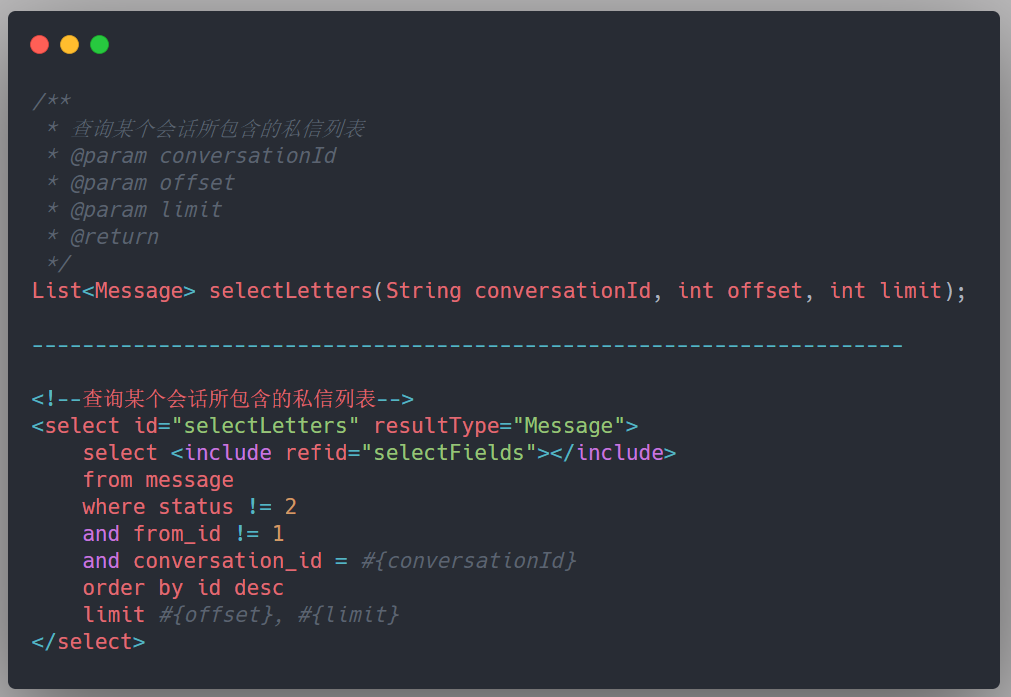 /**
 * 查询某个会话所包含的私信列表
 * @param conversationId
 * @param offset
 * @param limit
 * @return
 */
List<Message> selectLetters(String conversationId, int offset, int limit);
---------------------------------------------------------------------
<!--查询某个会话所包含的私信列表-->
<select id="selectLetters" resultType="Message">
    select <include refid="selectFields"></include>
    from message
    where status != 2
    and from_id != 1
    and conversation_id = #{conversationId}
    order by id desc
    limit #{offset}, #{limit}
</select>